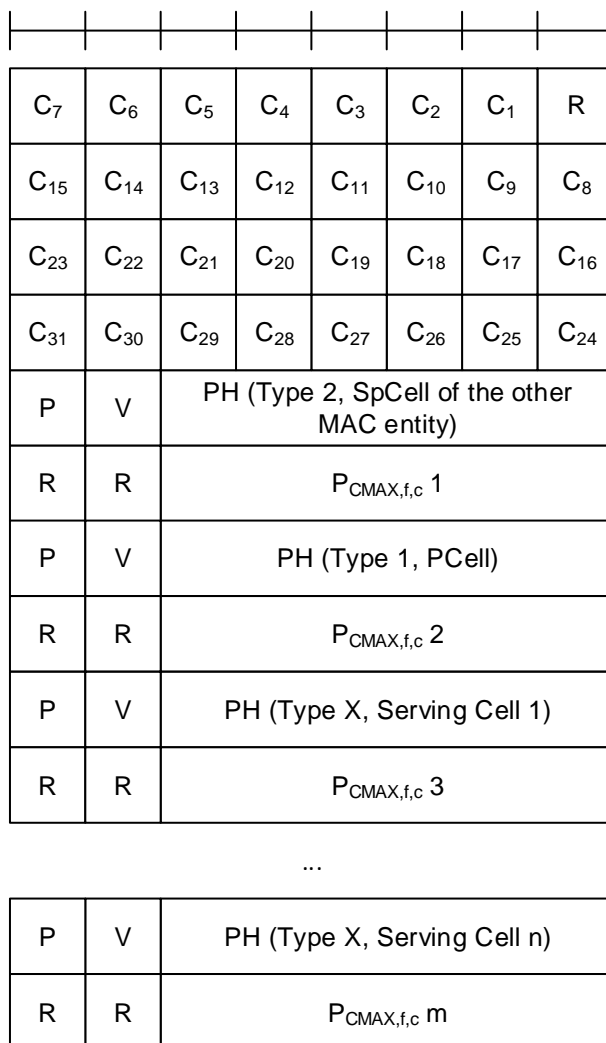 C7 C6 C5 C4 C3 C2 C1 R
C15 C14 C13 C12 C11 C10 C9 C8
C23 C22 C21 C20 C19 C18 C17 C16
C31 C30 C29 C28 C27 C26 C25 C24
P V PH (Type 2, SpCell of the other
MAC entity)
R R PCMAX,f,c 1
P V PH (Type 1, PCell)
R R PCMAX,f,c 2
P V PH (Type X, Serving Cell 1)
R R PCMAX,f,c 3
...
P V PH (Type X, Serving Cell n)
R R PCMAX,f,c m